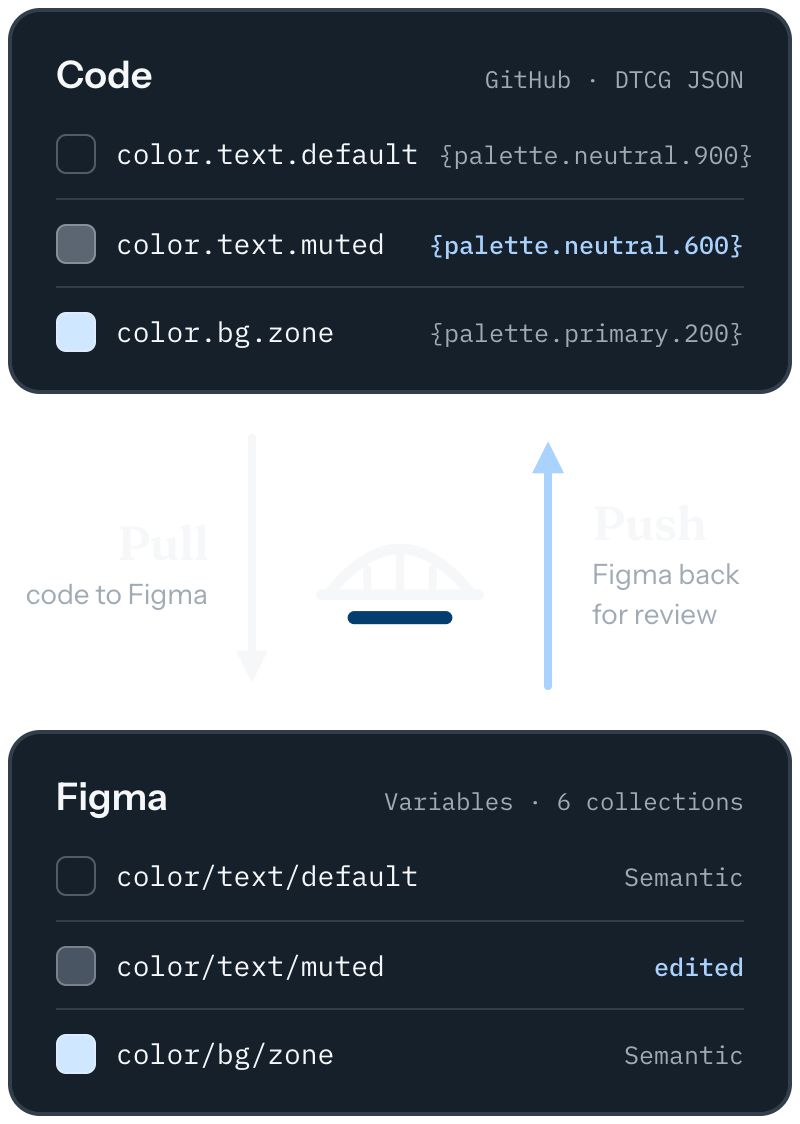 Code
GitHub · DTCG JSON
color.text.default {palette.neutral.900}
color.text.muted {palette.neutral.600}
color.bg.zone {palette.primary.200}
Pull
code to Figma
Push
Figma back
for review
Figma
Variables · 6 collections
color/text/default Semantic
color/text/muted edited
color/bg/zone Semantic